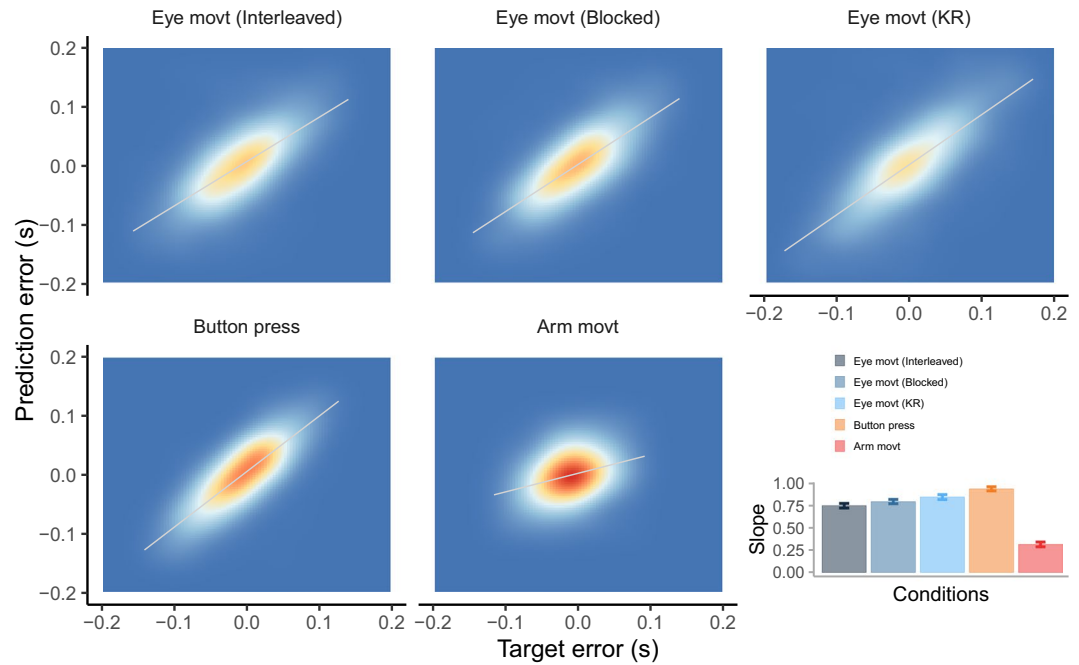 Eye movt (Interleaved)
Eye movt (Blocked)
Eye movt (KR)
0.2
0.1
0.0
−0.1
−0.2
−0.2 −0.1 0.0 0.1 0.2
Prediction error (s)
Button press
Arm movt
0.2
0.1
0.0
−0.1
−0.2
−0.2 −0.1 0.0 0.1 0.2
−0.2 −0.1 0.0 0.1 0.2
Target error (s)
Eye movt (Interleaved)
Eye movt (Blocked)
Eye movt (KR)
Button press
Arm movt
Slope
1.00
0.75
0.50
0.25
0.00
Conditions